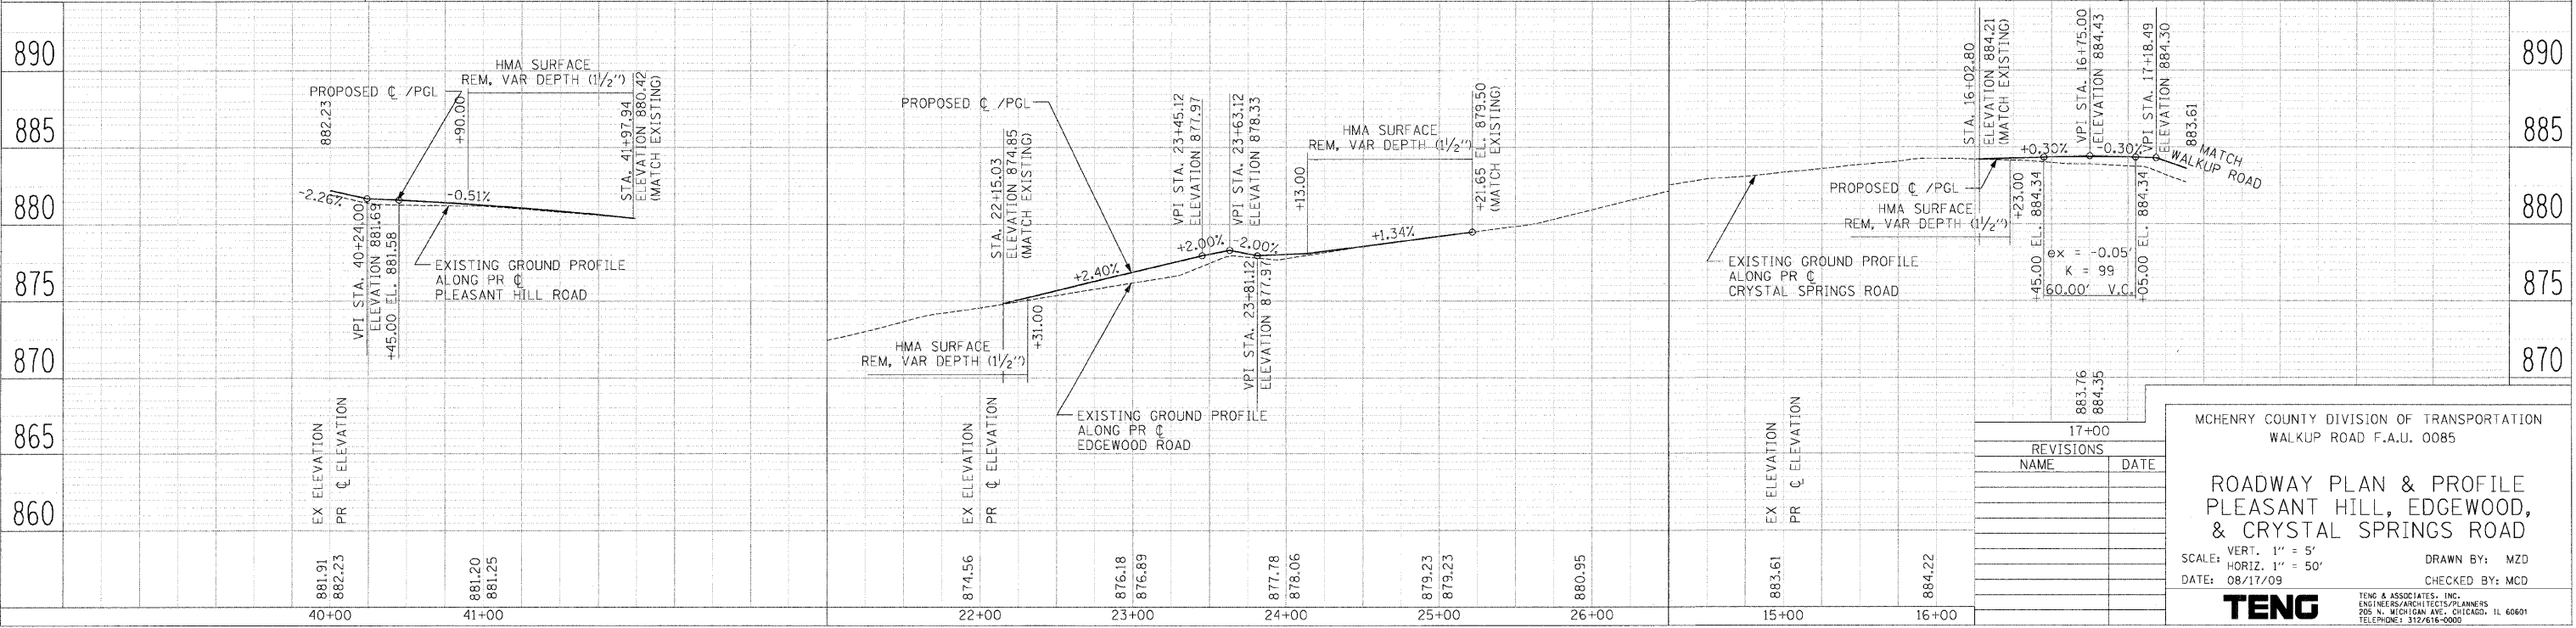 890
885
880
875
870
865
860
882.23
PROPOSED ℄ /PGL
HMA SURFACE
REM, VAR DEPTH (1½")
+90.00
STA. 41+97.94
ELEVATION 880.42
(MATCH EXISTING)
-2.26%
-0.51%
VPI STA. 40+24.00
ELEVATION 881.69
+45.00 EL. 881.58
EXISTING GROUND PROFILE
ALONG PR ℄
PLEASANT HILL ROAD
EX ELEVATION
PR ℄ ELEVATION
881.91
882.23
881.20
881.25
40+00
41+00
PROPOSED ℄ /PGL
STA. 22+15.03
ELEVATION 874.85
(MATCH EXISTING)
VPI STA. 23+45.12
ELEVATION 877.97
VPI STA. 23+63.12
ELEVATION 878.33
HMA SURFACE
REM, VAR DEPTH (1½")
+13.00
+21.65 EL. 879.50
(MATCH EXISTING)
+2.40%
+2.00%
-2.00%
+1.34%
VPI STA. 23+81.12
ELEVATION 877.97
+31.00
HMA SURFACE
REM, VAR DEPTH (1½")
EXISTING GROUND PROFILE
ALONG PR ℄
EDGEWOOD ROAD
EX ELEVATION
PR ℄ ELEVATION
874.56
876.18
876.89
877.78
878.06
879.23
879.23
880.95
22+00
23+00
24+00
25+00
26+00
STA. 16+02.80
ELEVATION 884.21
(MATCH EXISTING)
VPI STA. 16+75.00
ELEVATION 884.43
VPI STA. 17+18.49
ELEVATION 884.30
883.61
+0.30%
-0.30%
MATCH
WALKUP ROAD
PROPOSED ℄ /PGL
HMA SURFACE
REM, VAR DEPTH (1½")
+23.00
+45.00 EL. 884.34
+05.00 EL. 884.34
ex = -0.05'
K = 99
60.00' V.C.
EXISTING GROUND PROFILE
ALONG PR ℄
CRYSTAL SPRINGS ROAD
EX ELEVATION
PR ℄ ELEVATION
883.61
884.22
883.76
884.35
15+00
16+00
17+00
890
885
880
875
870
REVISIONS
NAME DATE
MCHENRY COUNTY DIVISION OF TRANSPORTATION
WALKUP ROAD F.A.U. 0085
ROADWAY PLAN & PROFILE
PLEASANT HILL, EDGEWOOD,
& CRYSTAL SPRINGS ROAD
SCALE: VERT. 1" = 5'
HORIZ. 1" = 50'
DRAWN BY: MZD
DATE: 08/17/09
CHECKED BY: MCD
TENG
TENG & ASSOCIATES, INC.
ENGINEERS/ARCHITECTS/PLANNERS
205 N. MICHIGAN AVE. CHICAGO, IL 60601
TELEPHONE: 312/616-0000